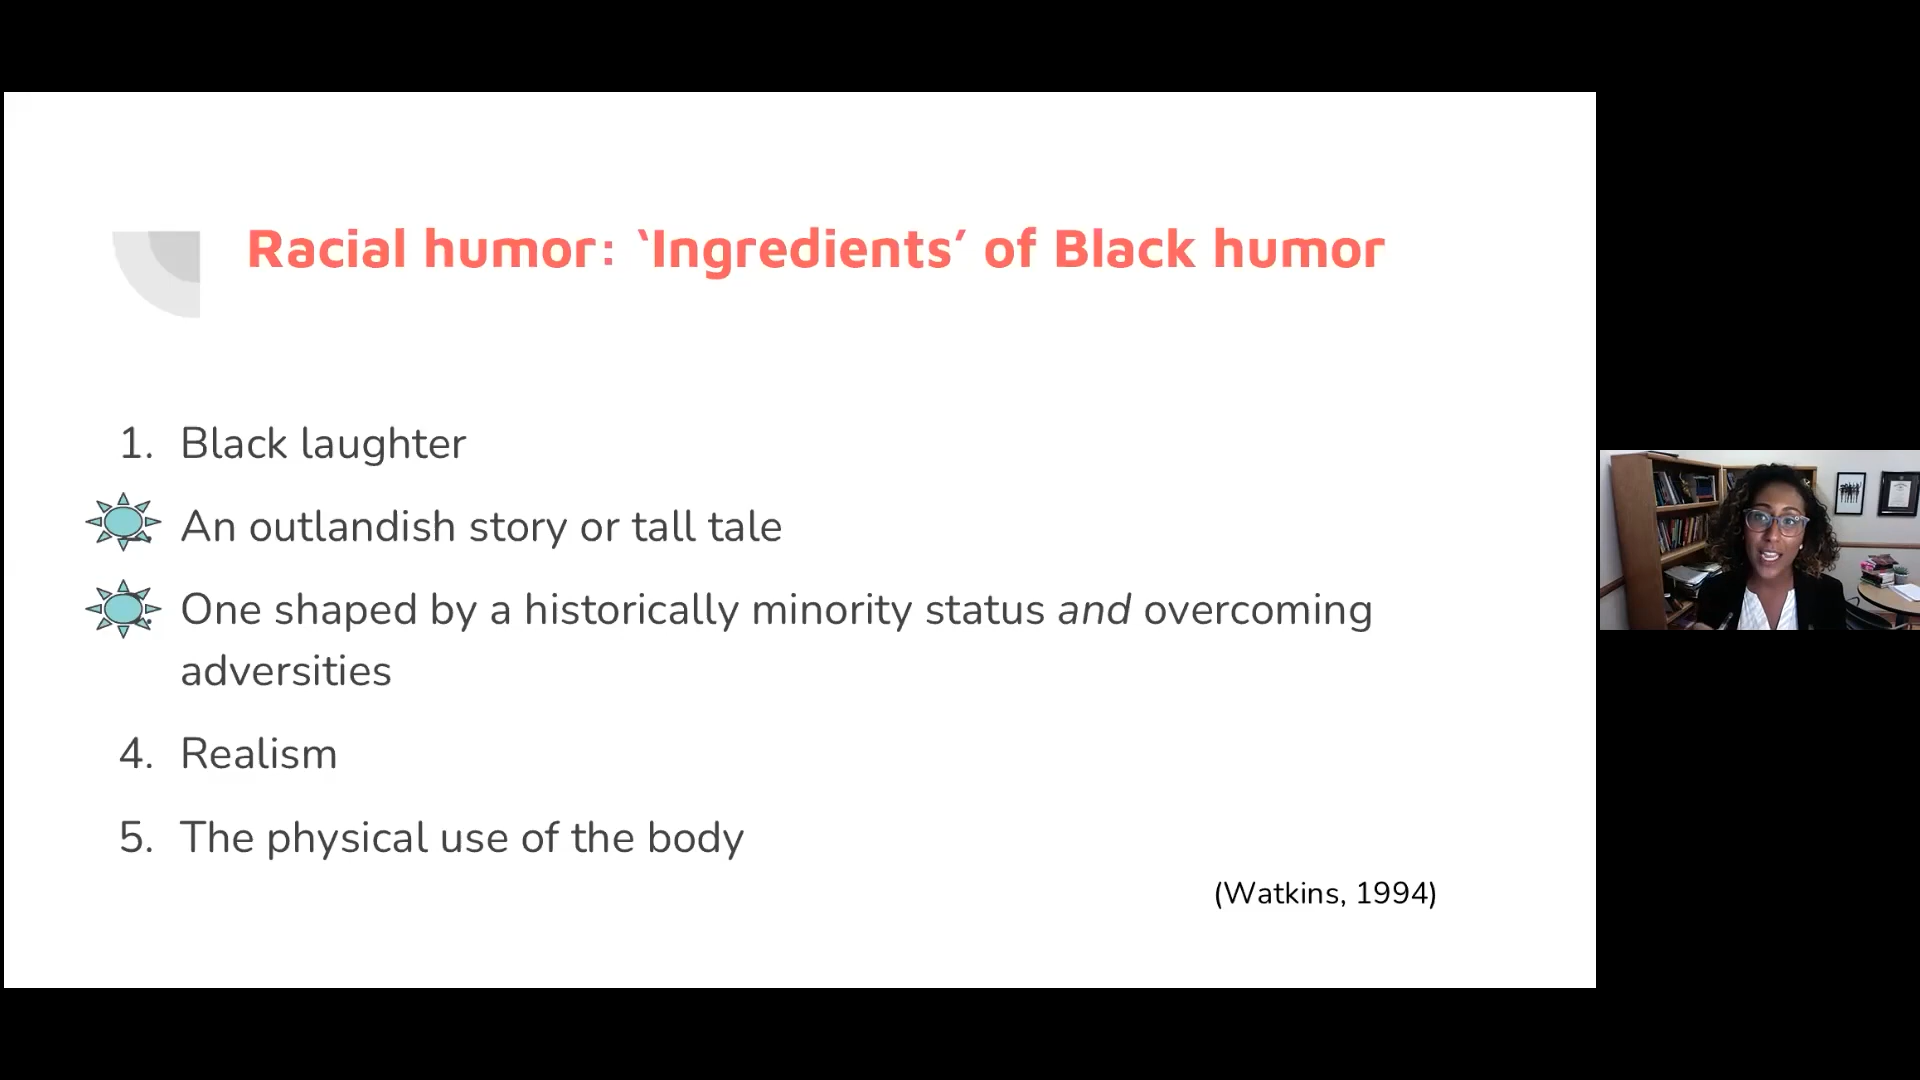 Racial humor: ‘Ingredients’ of Black humor
1. Black laughter
An outlandish story or tall tale
One shaped by a historically minority status and overcoming
adversities
4. Realism
5. The physical use of the body
(Watkins, 1994)